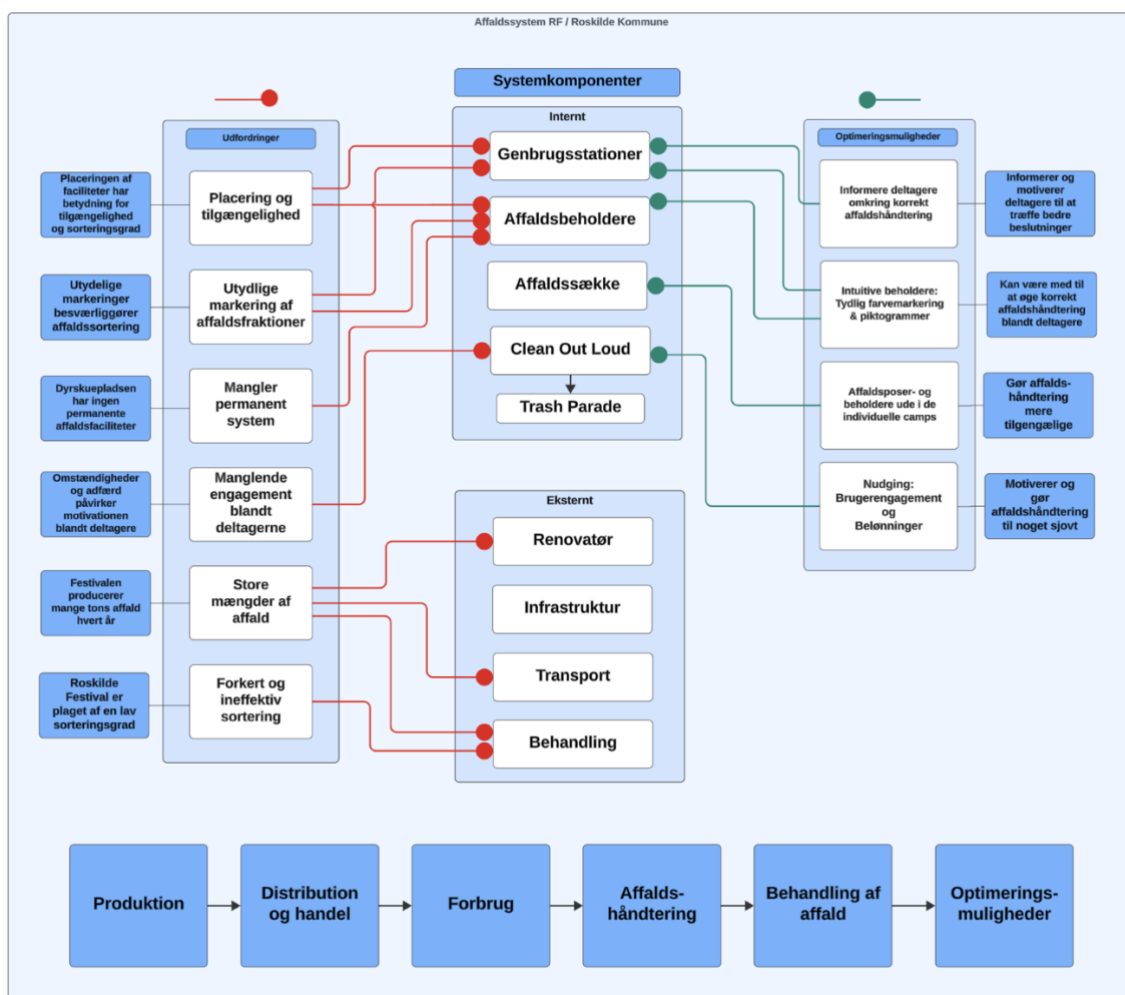 Affaldssystem RF / Roskilde Kommune
Systemkomponenter
Udfordringer
Placeringen af
faciliteter har
betydning for
tilgængelighed
og sorteringsgrad
Placering og
tilgængelighed
Utydelige
markeringer
besværliggører
affaldssortering
Utydlige
markering af
affaldsfraktioner
Dyrskuepladsen
har ingen
permanente
affaldsfaciliteter
Mangler
permanent
system
Omstændigheder
og adfærd
påvirker
motivationen
blandt deltagere
Manglende
engagement
blandt
deltagerne
Festivalen
producerer
mange tons affald
hvert år
Store
mængder af
affald
Roskilde
Festival er
plaget af en lav
sorteringsgrad
Forkert og
ineffektiv
sortering
Internt
Genbrugsstationer
Affaldsbeholdere
Affaldssække
Clean Out Loud
Trash Parade
Eksternt
Renovatør
Infrastruktur
Transport
Behandling
Optimeringsmuligheder
Informere deltagere
omkring korrekt
affaldshåndtering
Informerer og
motiverer
deltagere til at
træffe bedre
beslutninger
Intuitive beholdere:
Tydlig farvemarkering
& piktogrammer
Kan være med til
at øge korrekt
affaldshåndtering
blandt deltagere
Affaldsposer- og
beholdere ude i de
individuelle camps
Gør affalds-
håndtering
mere
tilgengælige
Nudging:
Brugerengagement
og
Belønninger
Motiverer og
gør
affaldshåndtering
til noget sjovt
Produktion
Distribution
og handel
Forbrug
Affalds-
håndtering
Behandling af
affald
Optimerings-
muligheder